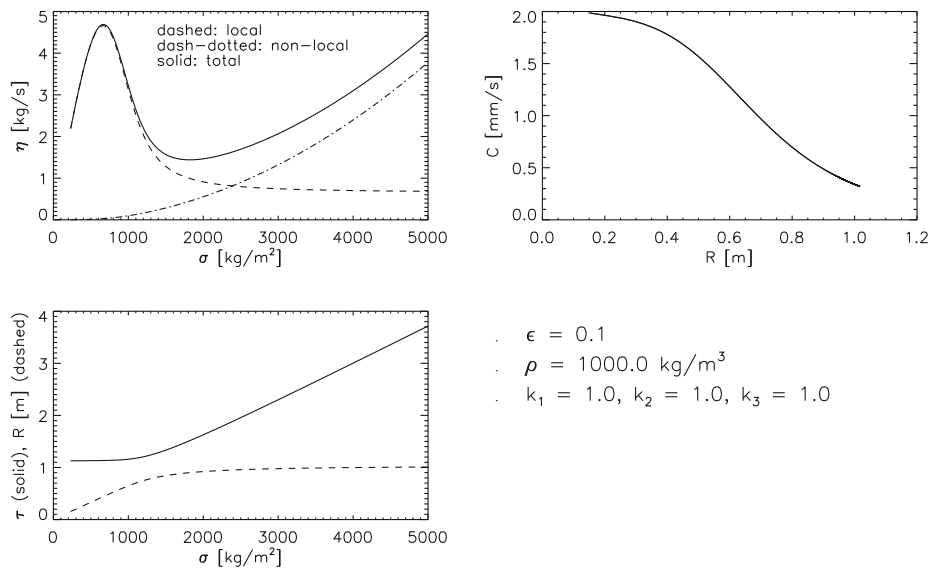 dashed: local
dash−dotted: non−local
solid: total
η [kg/s]
5
4
3
2
1
0
0 1000 2000 3000 4000 5000
σ [kg/m²]
C [mm/s]
2.0
1.5
1.0
0.5
0.0
0.0 0.2 0.4 0.6 0.8 1.0 1.2
R [m]
τ (solid), R [m] (dashed)
4
3
2
1
0
0 1000 2000 3000 4000 5000
σ [kg/m²]
. ϵ = 0.1
. ρ = 1000.0 kg/m³
. k₁ = 1.0, k₂ = 1.0, k₃ = 1.0